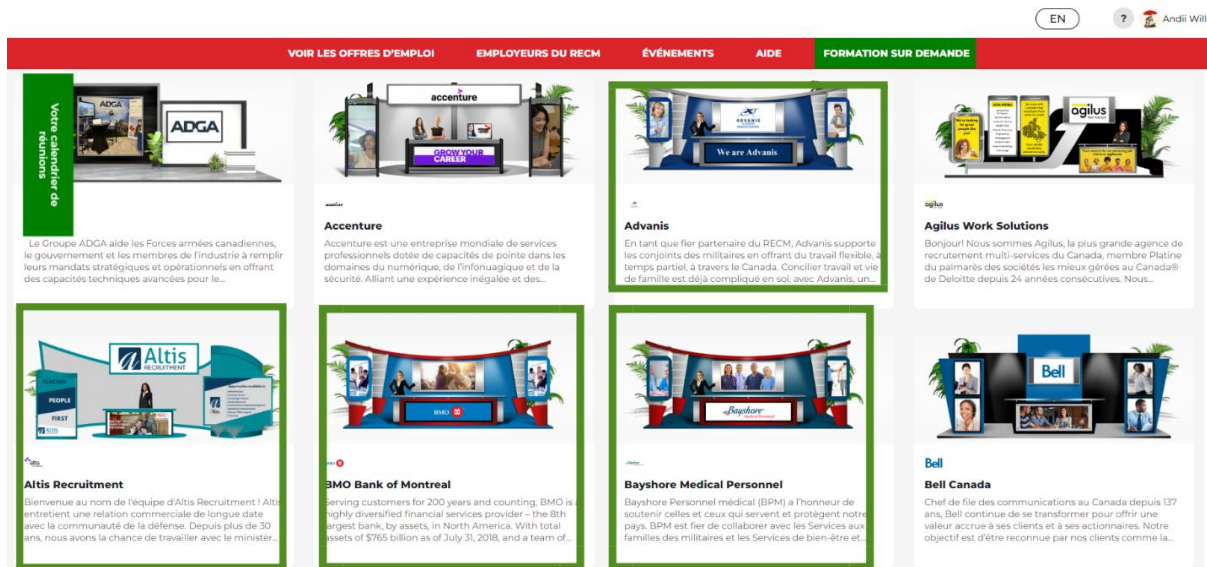 EN
?
Andii Will
VOIR LES OFFRES D'EMPLOI
EMPLOYEURS DU RECM
ÉVÉNEMENTS
AIDE
FORMATION SUR DEMANDE
Votre calendrier de
réunions
ADGA
ADGA
accenture
GROW YOUR
CAREER
ADVANIS
We are Advanis
agilus
Le Groupe ADGA aide les Forces armées canadiennes,
le gouvernement et les membres de l'industrie à remplir
leurs mandats stratégiques et opérationnels en offrant
des capacités techniques avancées pour le...
accenture
Accenture
Accenture est une entreprise mondiale de services
professionnels dotée de capacités de pointe dans les
domaines du numérique, de l'infonuagique et de la
sécurité. Alliant une expérience inégalée et des...
Advanis
En tant que fier partenaire du RECM, Advanis supporte
les conjoints des militaires en offrant du travail flexible, à
temps partiel, à travers le Canada. Concilier travail et vie
de famille est déjà compliqué en soi; avec Advanis, un...
agilus
Agilus Work Solutions
Bonjour! Nous sommes Agilus, la plus grande agence de
recrutement multi-services du Canada, membre Platine
du palmarès des sociétés les mieux gérées au Canada®
de Deloitte depuis 24 années consécutives. Nous...
Altis
RECRUITMENT
PLACING
PEOPLE
FIRST
Altis
BMO
Bayshore
Medical Personnel
Bell
altis
Altis Recruitment
Bienvenue au nom de l'équipe d'Altis Recruitment ! Altis
entretient une relation commerciale de longue date
avec la communauté de la défense. Depuis plus de 30
ans, nous avons la chance de travailler avec le ministèr...
BMO
BMO Bank of Montreal
Serving customers for 200 years and counting, BMO is a
highly diversified financial services provider – the 8th
largest bank, by assets, in North America. With total
assets of $765 billion as of July 31, 2018, and a team of...
Bayshore Medical Personnel
Bayshore Personnel médical (BPM) a l'honneur de
soutenir celles et ceux qui servent et protègent notre
pays. BPM est fier de collaborer avec les Services aux
familles des militaires et les Services de bien-être et...
Bell
Bell Canada
Chef de file des communications au Canada depuis 137
ans, Bell continue de se transformer pour offrir une
valeur accrue à ses clients et à ses actionnaires. Notre
objectif est d'être reconnue par nos clients comme la...